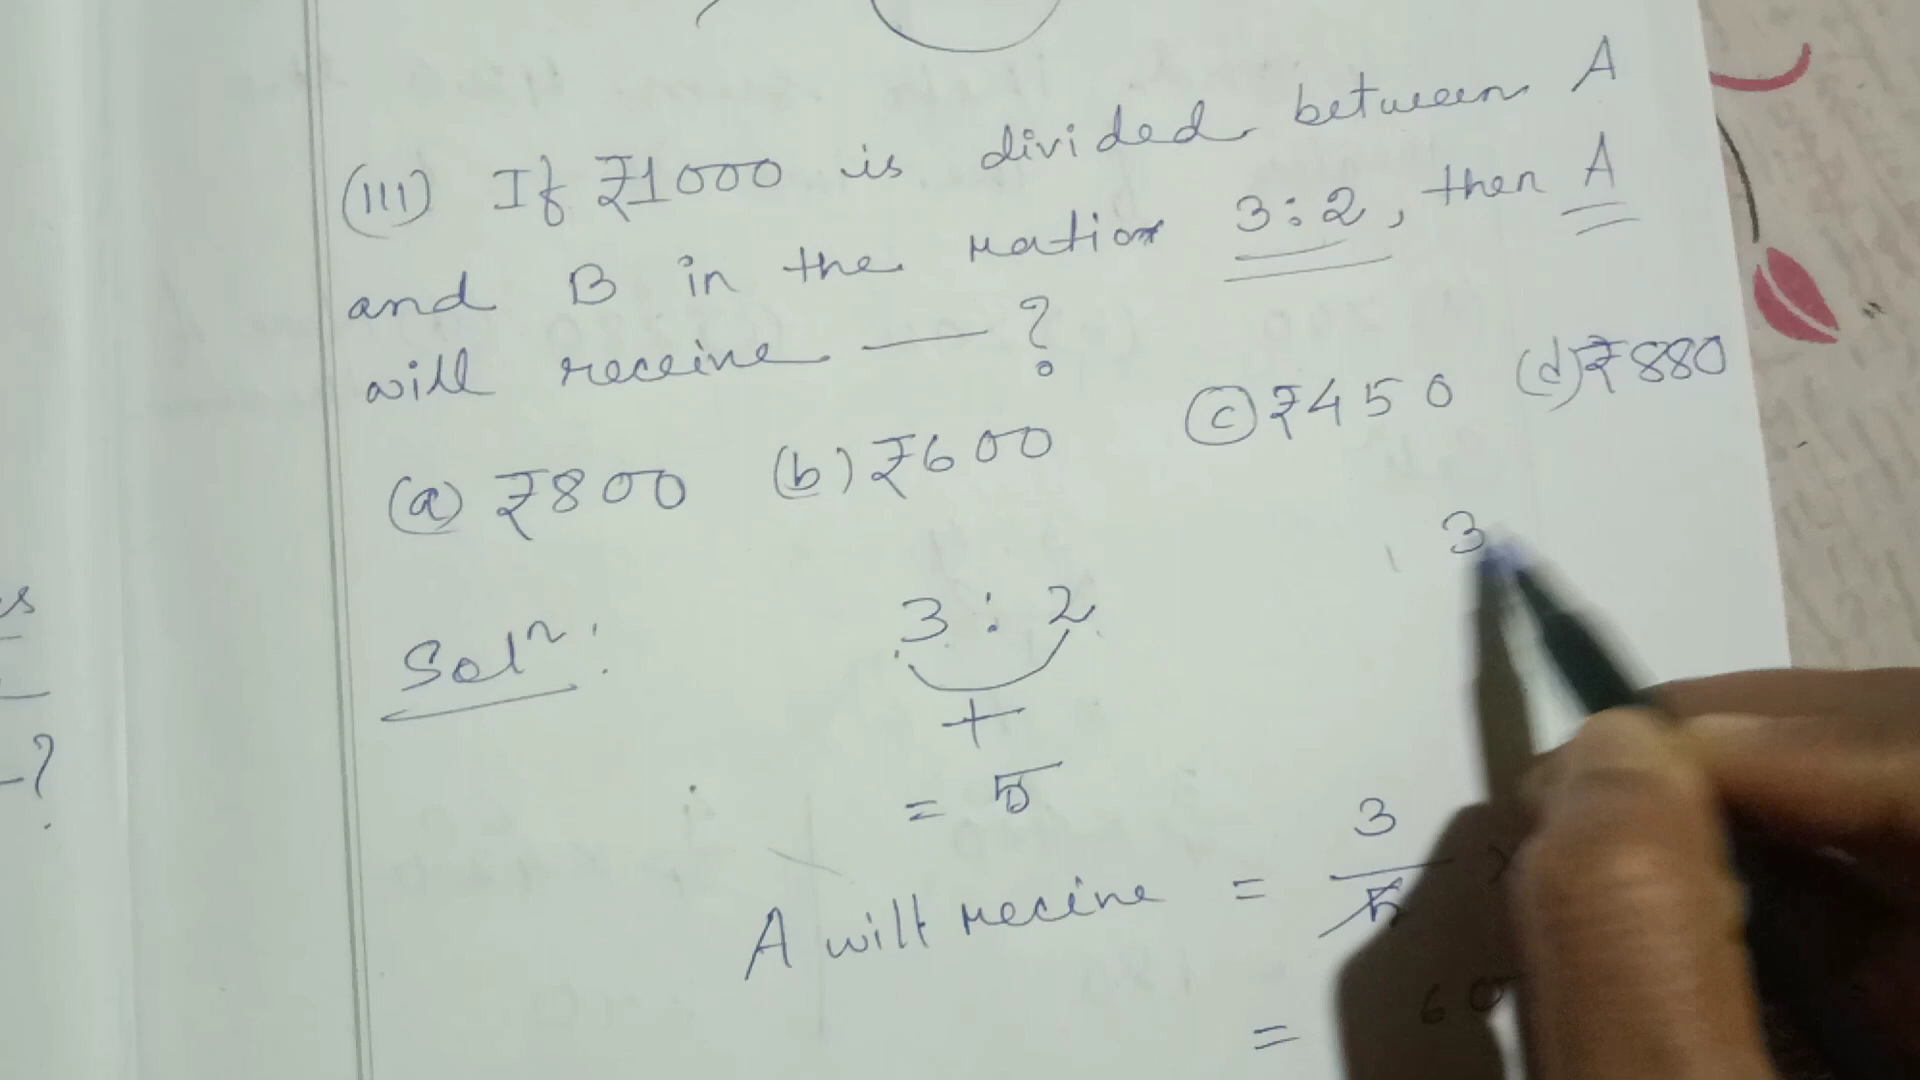 (III) If ₹1000 is divided between A
and B in the ratio 3:2, then A
will receive — ?
(a) ₹800 (b) ₹600 (c) ₹450 (d) ₹880
3
Solⁿ:
3 : 2
+
= 5
A will receive = 3/5 ×
= 60
?